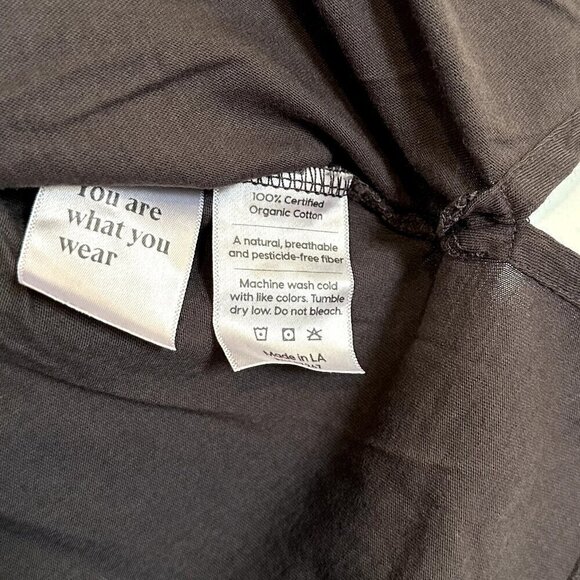 You are
what you
wear
100% Certified
Organic Cotton
A natural, breathable
and pesticide-free fiber
Machine wash cold
with like colors. Tumble
dry low. Do not bleach.
Made in LA